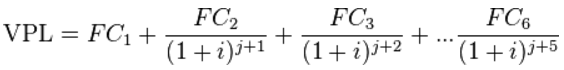 VPL = FC₁ + FC₂/(1 + i)^{j+1} + FC₃/(1 + i)^{j+2} + ... FC₆/(1 + i)^{j+5}